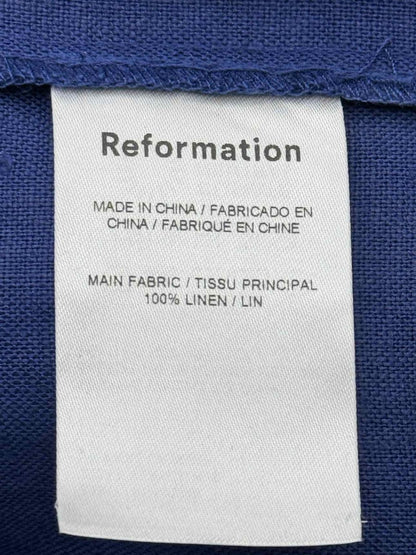 Reformation
MADE IN CHINA / FABRICADO EN
CHINA / FABRIQUÉ EN CHINE
MAIN FABRIC / TISSU PRINCIPAL
100% LINEN / LIN